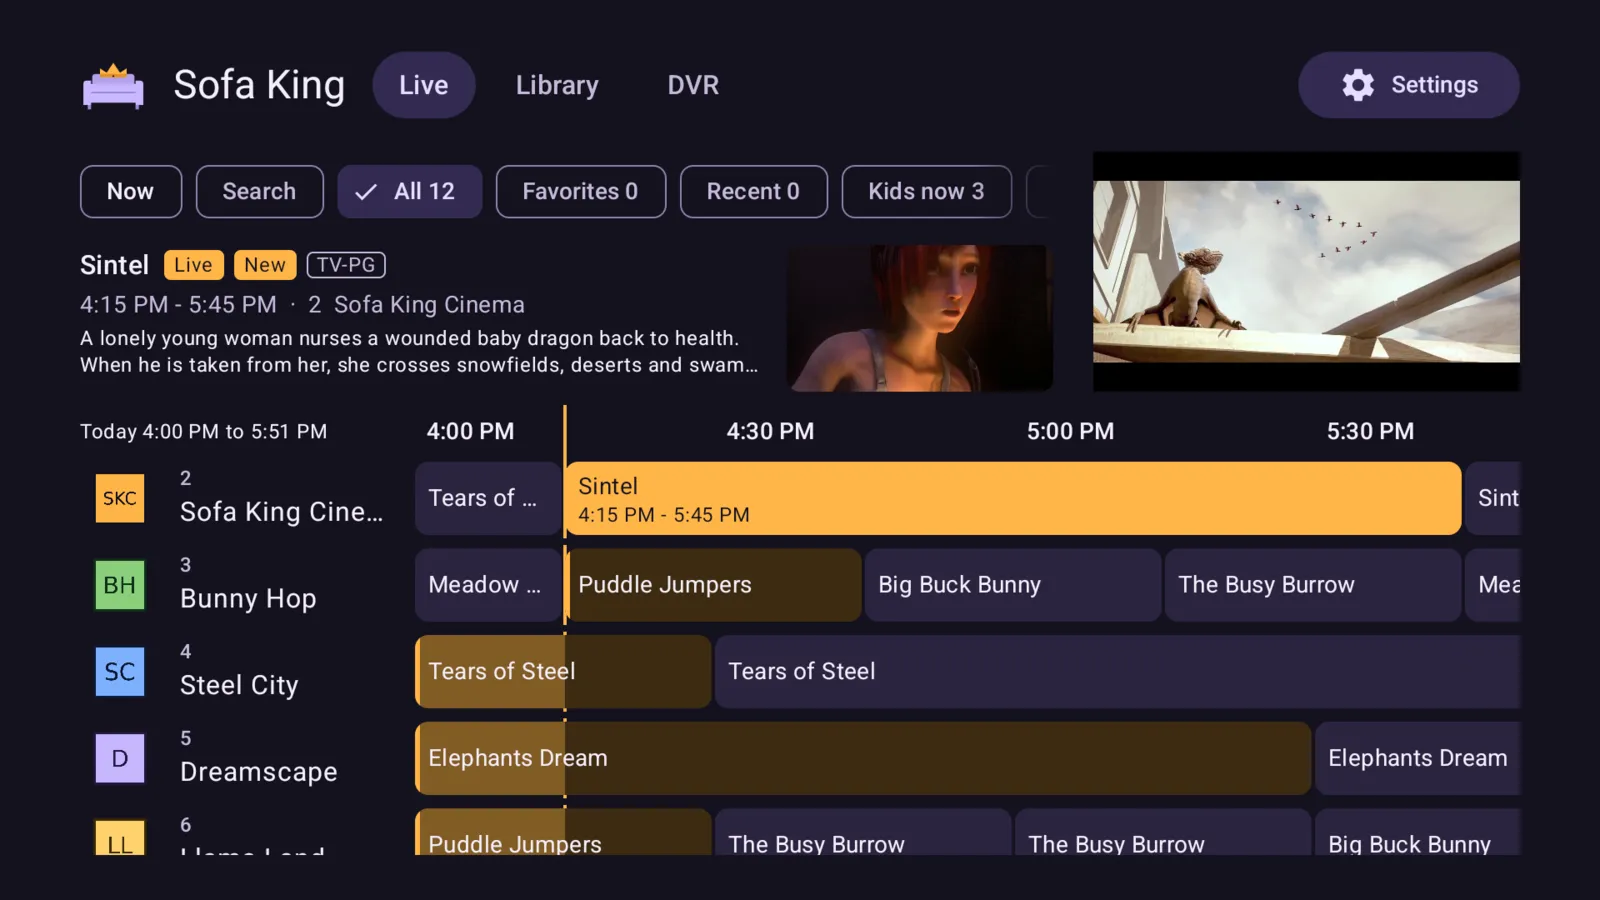 Sofa King
Live
Library
DVR
Settings
Now
Search
All 12
Favorites 0
Recent 0
Kids now 3
Sintel Live New TV-PG
4:15 PM - 5:45 PM · 2 Sofa King Cinema
A lonely young woman nurses a wounded baby dragon back to health.
When he is taken from her, she crosses snowfields, deserts and swam…
Today 4:00 PM to 5:51 PM
4:00 PM
4:30 PM
5:00 PM
5:30 PM
SKC
2
Sofa King Cine…
Tears of …
Sintel
4:15 PM - 5:45 PM
Sint
BH
3
Bunny Hop
Meadow …
Puddle Jumpers
Big Buck Bunny
The Busy Burrow
Mea
SC
4
Steel City
Tears of Steel
Tears of Steel
D
5
Dreamscape
Elephants Dream
Elephants Dream
LL
6
Puddle Jumpers
The Busy Burrow
The Busy Burrow
Big Buck Bunny